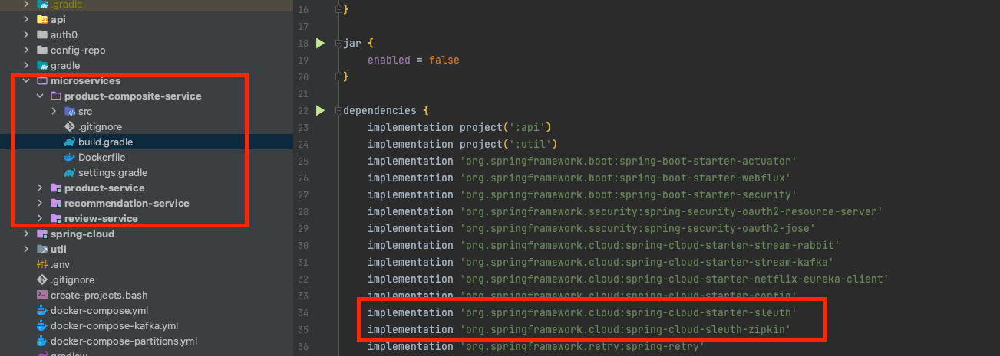 .gradle
api
auth0
config-repo
gradle
microservices
product-composite-service
src
.gitignore
build.gradle
Dockerfile
settings.gradle
product-service
recommendation-service
review-service
spring-cloud
util
.env
.gitignore
create-projects.bash
docker-compose.yml
docker-compose-kafka.yml
docker-compose-partitions.yml
gradlew
16 }
17
18 jar {
19 enabled = false
20 }
21
22 dependencies {
23 implementation project(':api')
24 implementation project(':util')
25 implementation 'org.springframework.boot:spring-boot-starter-actuator'
26 implementation 'org.springframework.boot:spring-boot-starter-webflux'
27 implementation 'org.springframework.boot:spring-boot-starter-security'
28 implementation 'org.springframework.security:spring-security-oauth2-resource-server'
29 implementation 'org.springframework.security:spring-security-oauth2-jose'
30 implementation 'org.springframework.cloud:spring-cloud-starter-stream-rabbit'
31 implementation 'org.springframework.cloud:spring-cloud-starter-stream-kafka'
32 implementation 'org.springframework.cloud:spring-cloud-starter-netflix-eureka-client'
33 implementation 'org.springframework.cloud:spring-cloud-starter-config'
34 implementation 'org.springframework.cloud:spring-cloud-starter-sleuth'
35 implementation 'org.springframework.cloud:spring-cloud-sleuth-zipkin'
36 implementation 'org.springframework.retry:spring-retry'